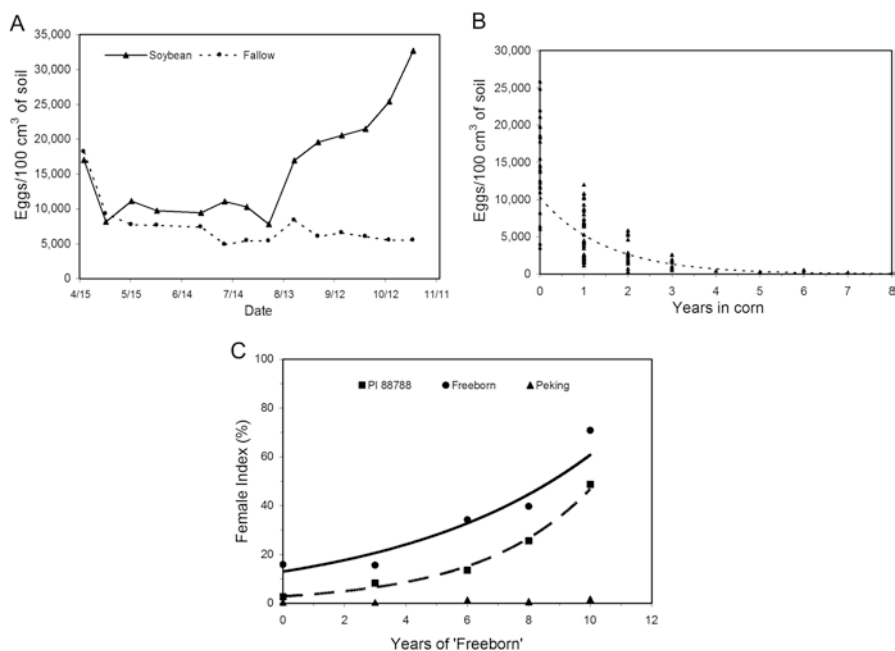 A
Eggs/100 cm³ of soil
35,000
30,000
25,000
20,000
15,000
10,000
5,000
0
Soybean Fallow
4/15 5/15 6/14 7/14 8/13 9/12 10/12 11/11
Date
B
Eggs/100 cm³ of soil
30,000
25,000
20,000
15,000
10,000
5,000
0
0 1 2 3 4 5 6 7 8
Years in corn
C
Female Index (%)
100
80
60
40
20
0
PI 88788 Freeborn Peking
0 2 4 6 8 10 12
Years of 'Freeborn'